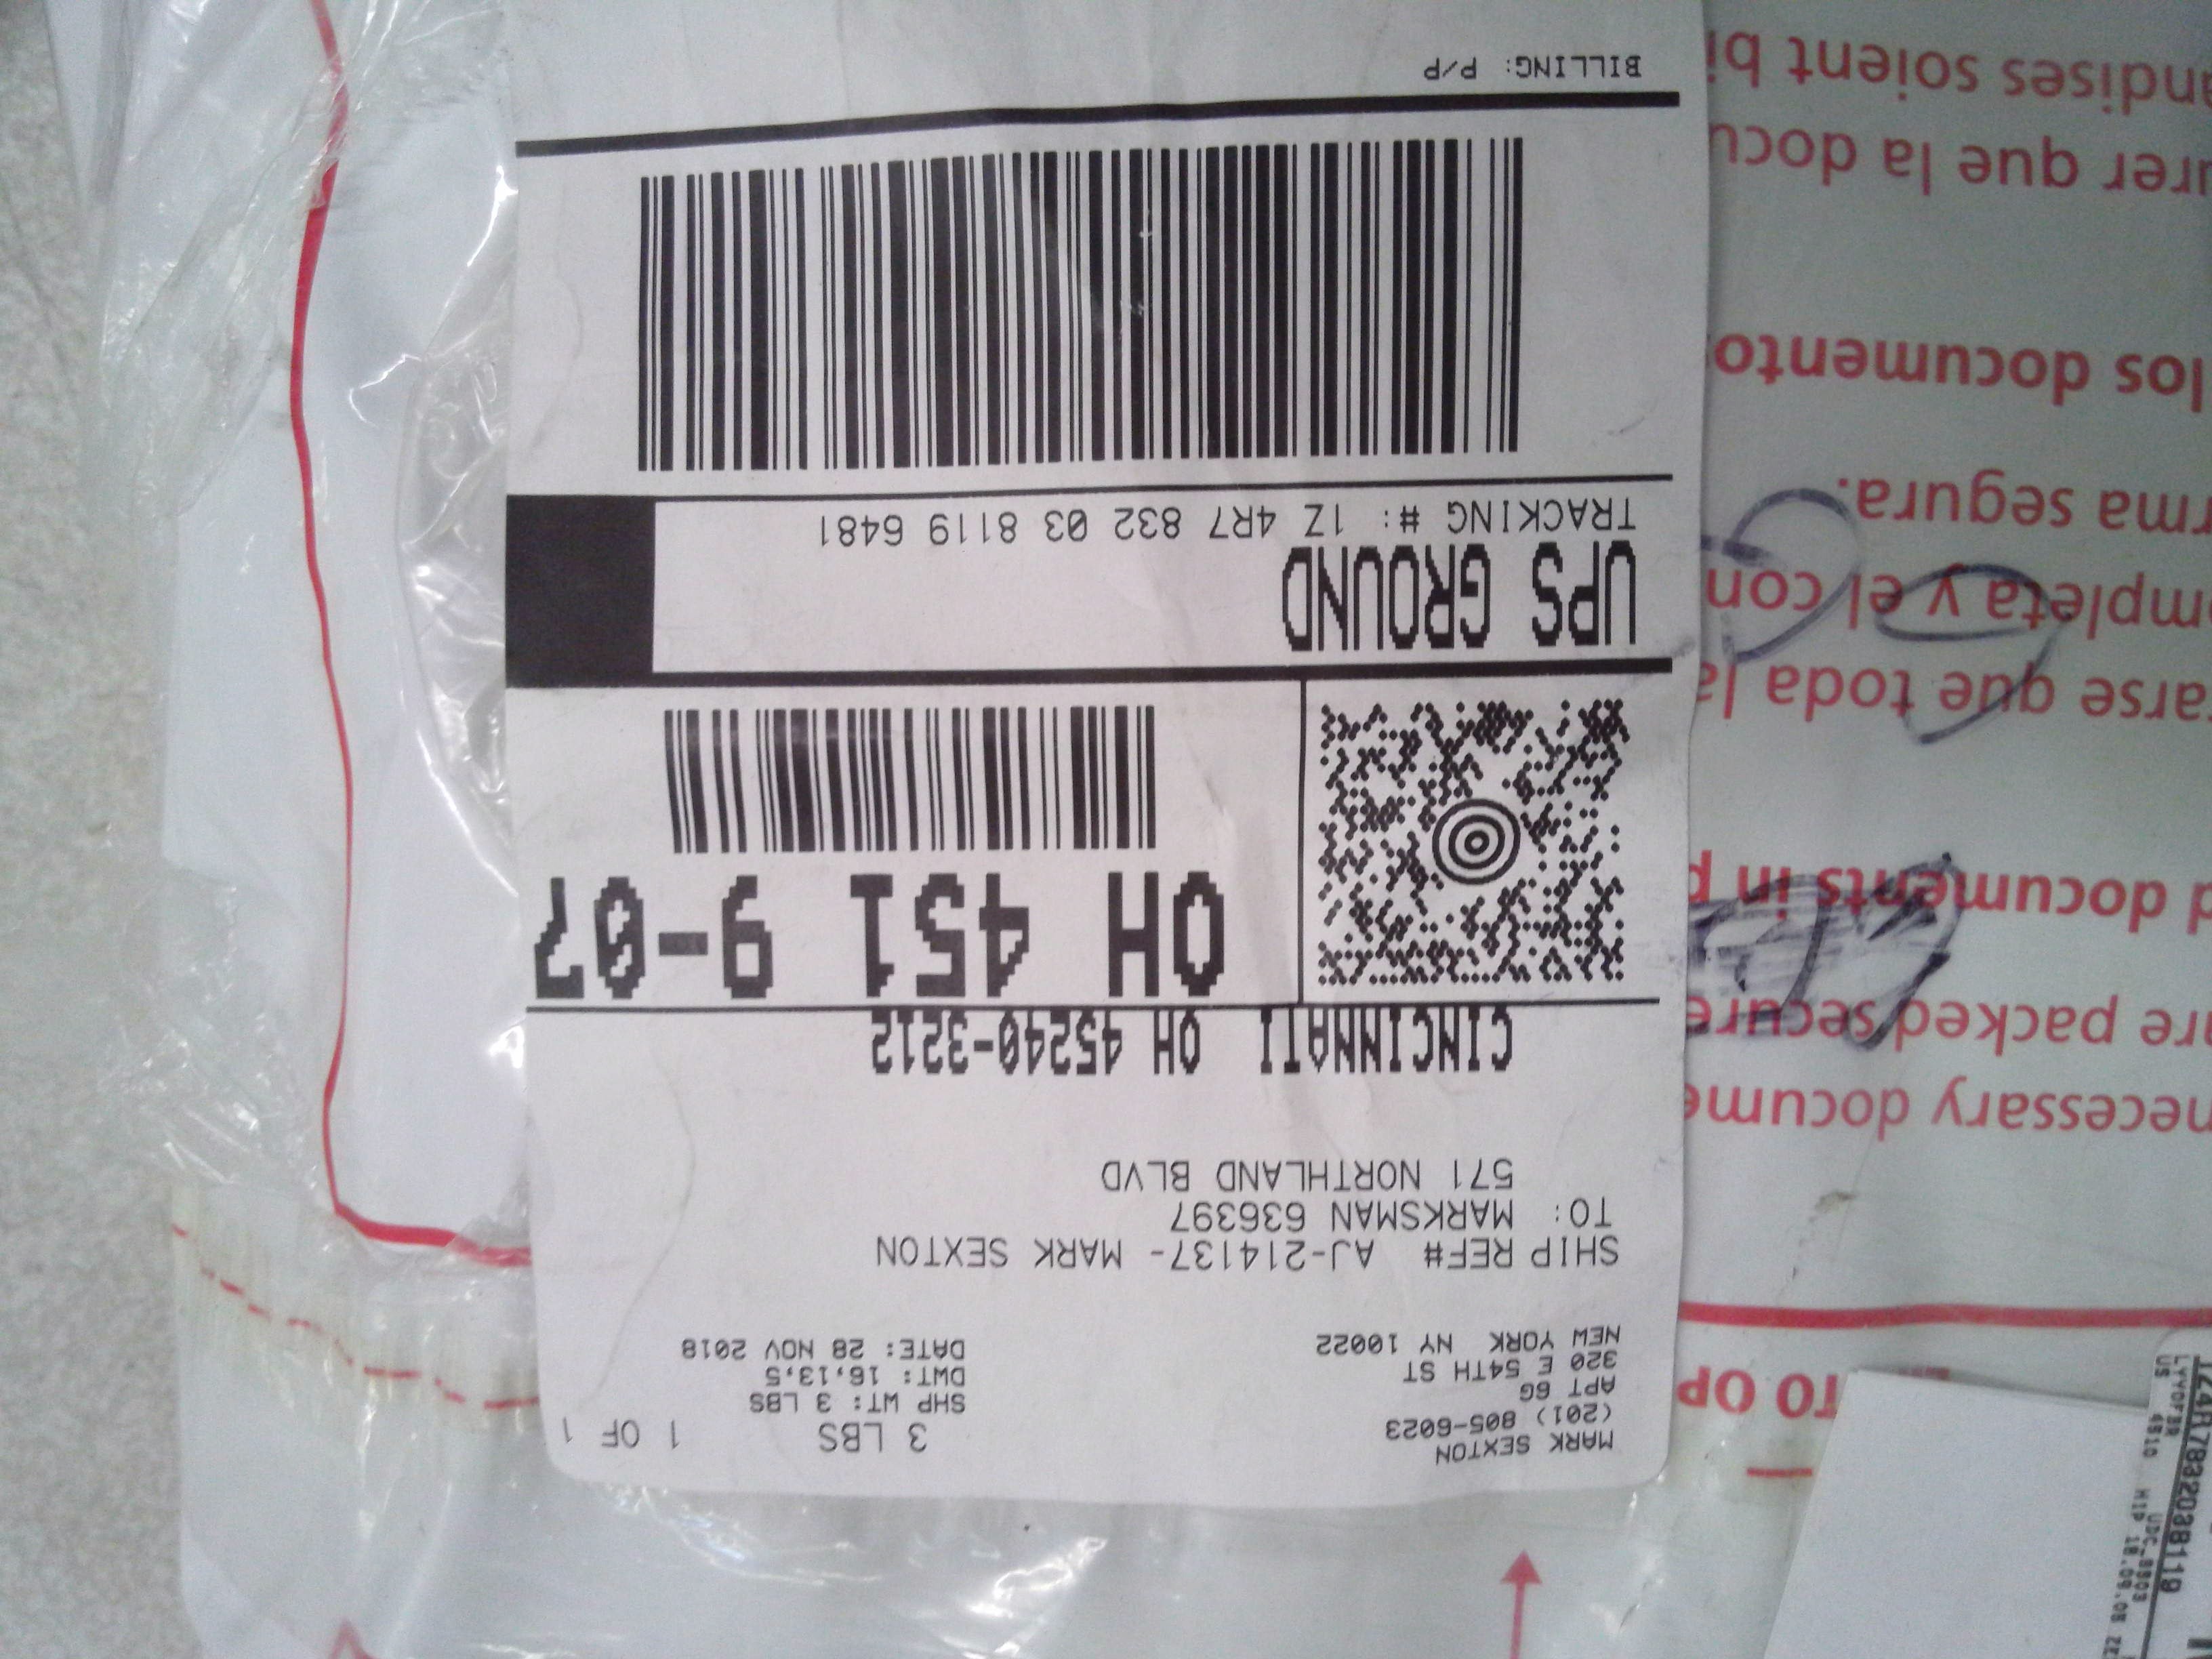 MARK SEXTON
(201) 805-6023
APT 6G
320 E 54TH ST
NEW YORK NY 10022
3 LBS 1 OF 1
SHP WT: 3 LBS
DWT: 16,13,5
DATE: 28 NOV 2018
SHIP REF# AJ-214137- MARK SEXTON
TO: MARKSMAN 636397
571 NORTHLAND BLVD
CINCINNATI OH 45240-3212
OH 451 9-07
UPS GROUND
TRACKING #: 1Z 4R7 832 03 8119 6481
BILLING: P/P
TO OP
necessary docume
are packed secure
d documents in p
arse que toda la
mpleta y el con
rma segura.
los documento
urer que la docu
andises soient bi